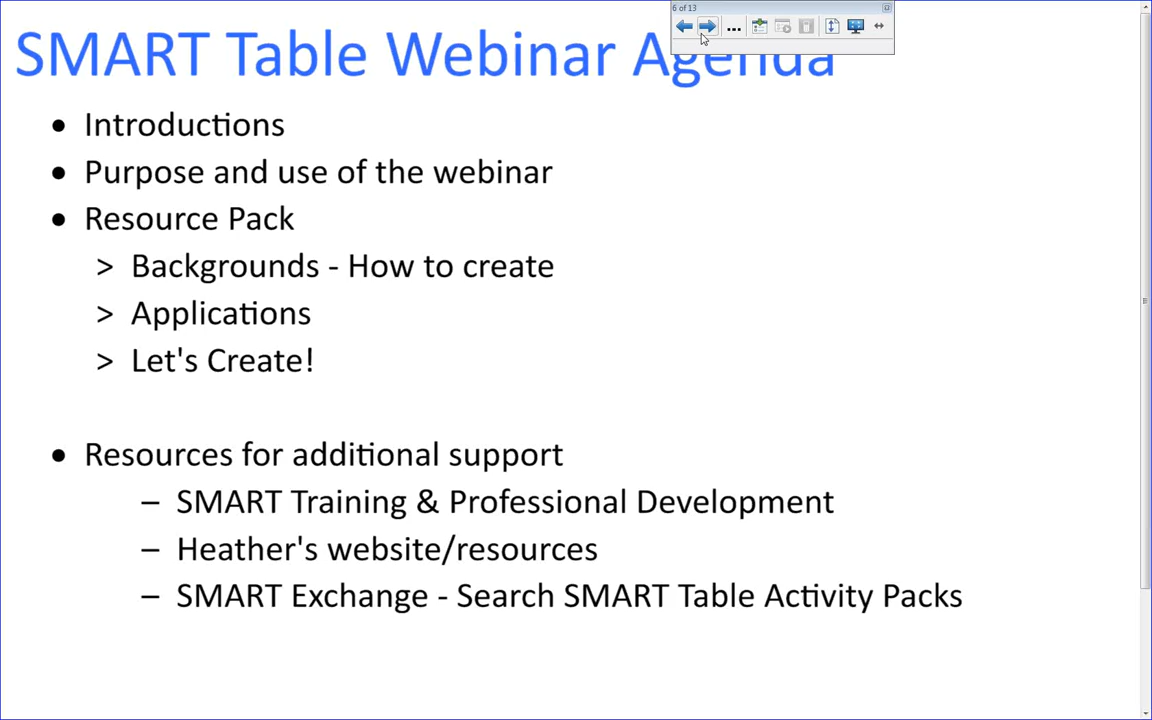 6 of 13
SMART Table Webinar Agenda
• Introductions
• Purpose and use of the webinar
• Resource Pack
> Backgrounds - How to create
> Applications
> Let's Create!
• Resources for additional support
– SMART Training & Professional Development
– Heather's website/resources
– SMART Exchange - Search SMART Table Activity Packs